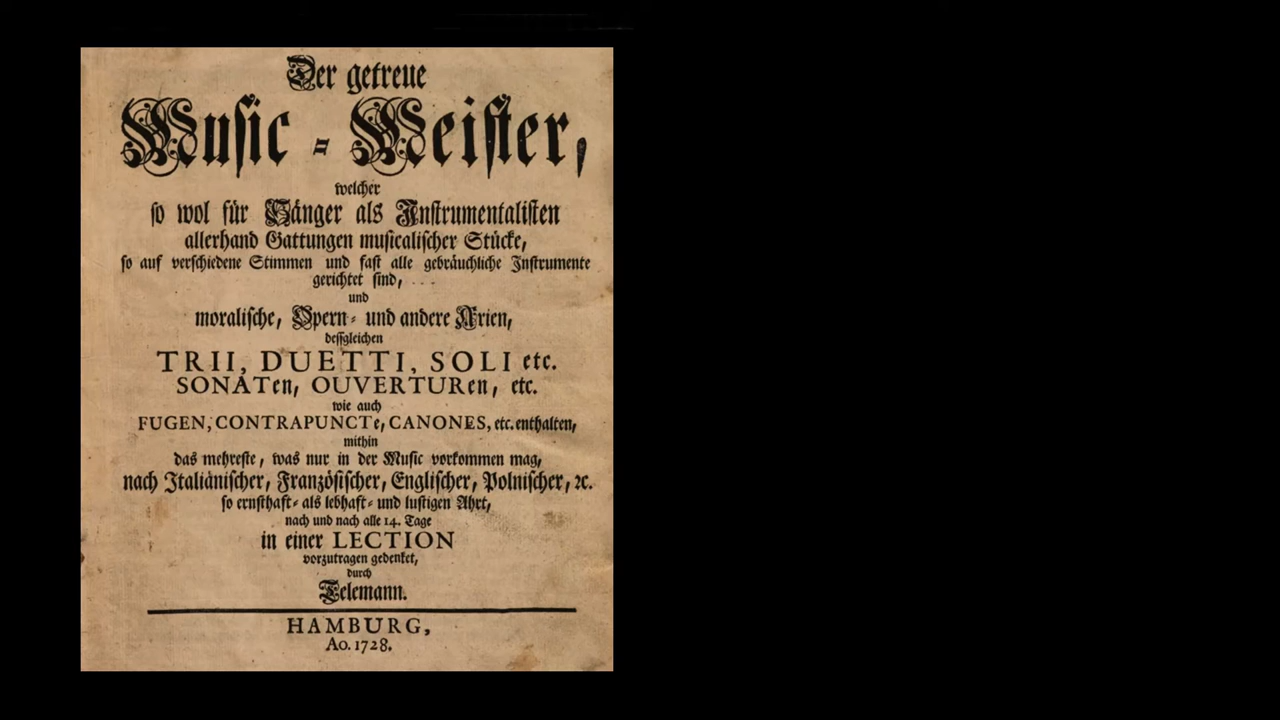 Der getreue
Music-Meister,
welcher
so wol für Sänger als Instrumentalisten
allerhand Gattungen musicalischer Stücke,
so auf verschiedene Stimmen und fast alle gebräuchliche Instrumente
gerichtet sind,
und
moralische, Opern- und andere Arien,
dessgleichen
TRII, DUETTI, SOLI etc.
SONATen, OUVERTURen, etc.
wie auch
FUGEN, CONTRAPUNCTe, CANONES, etc. enthalten,
mithin
das mehreste, was nur in der Music vorkommen mag,
nach Italiänischer, Französischer, Englischer, Polnischer, ꝛc.
so ernsthaft- als lebhaft- und lustigen Ahrt,
nach und nach alle 14. Tage
in einer LECTION
vorzutragen gedenket,
durch
Telemann.
HAMBURG,
Ao. 1728.